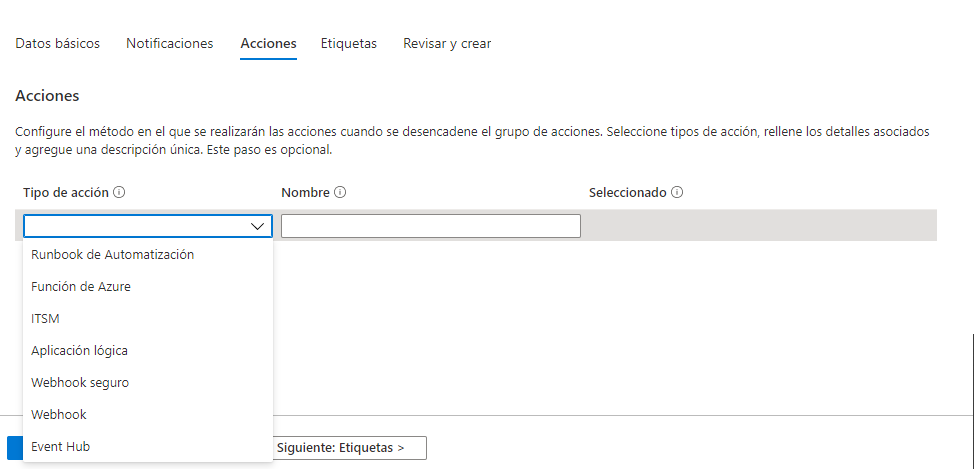 Datos básicos Notificaciones Acciones Etiquetas Revisar y crear
Acciones
Configure el método en el que se realizarán las acciones cuando se desencadene el grupo de acciones. Seleccione tipos de acción, rellene los detalles asociados
y agregue una descripción única. Este paso es opcional.
Tipo de acción Nombre Seleccionado
Runbook de Automatización
Función de Azure
ITSM
Aplicación lógica
Webhook seguro
Webhook
Event Hub
Siguiente: Etiquetas >